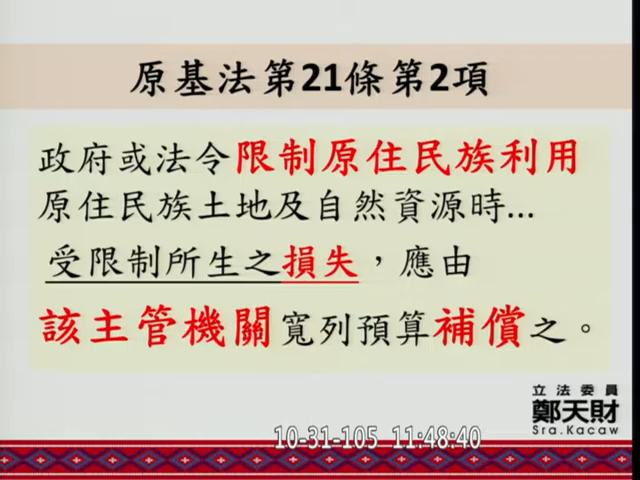 原基法第21條第2項
政府或法令限制原住民族利用
原住民族土地及自然資源時...
受限制所生之損失，應由
該主管機關寬列預算補償之。
立法委員
鄭天財
Sra.Kacaw
10-31-105 11:48:40